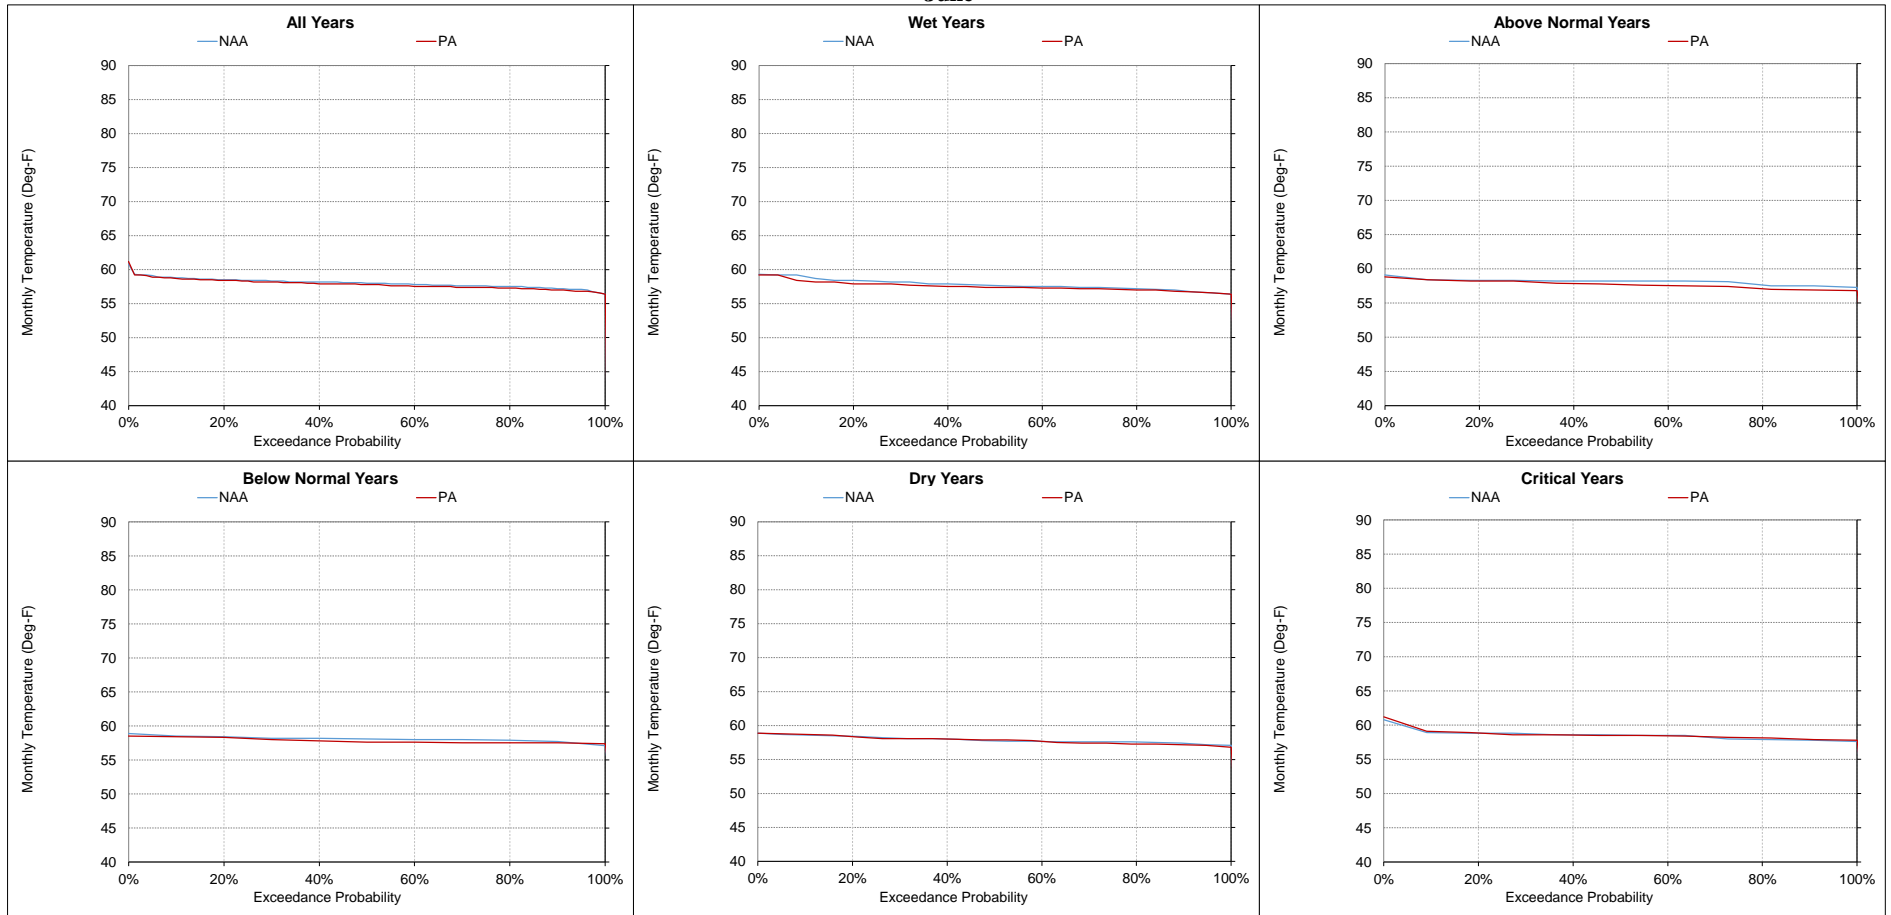 All Years
NAA PA
90
85
80
75
70
65
60
55
50
45
40
Monthly Temperature (Deg-F)
0% 20% 40% 60% 80% 100%
Exceedance Probability
Wet Years
NAA PA
90
85
80
75
70
65
60
55
50
45
40
Monthly Temperature (Deg-F)
0% 20% 40% 60% 80% 100%
Exceedance Probability
Above Normal Years
NAA PA
90
85
80
75
70
65
60
55
50
45
40
Monthly Temperature (Deg-F)
0% 20% 40% 60% 80% 100%
Exceedance Probability
Below Normal Years
NAA PA
90
85
80
75
70
65
60
55
50
45
40
Monthly Temperature (Deg-F)
0% 20% 40% 60% 80% 100%
Exceedance Probability
Dry Years
NAA PA
90
85
80
75
70
65
60
55
50
45
40
Monthly Temperature (Deg-F)
0% 20% 40% 60% 80% 100%
Exceedance Probability
Critical Years
NAA PA
90
85
80
75
70
65
60
55
50
45
40
Monthly Temperature (Deg-F)
0% 20% 40% 60% 80% 100%
Exceedance Probability